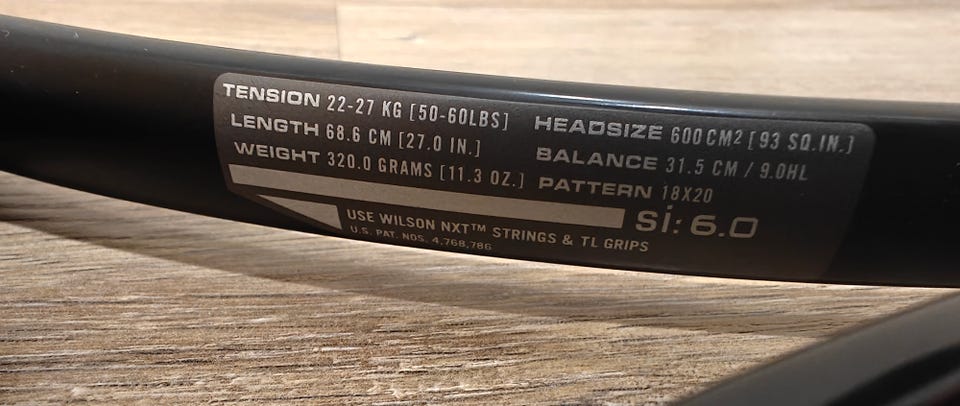 TENSION 22-27 KG [50-60LBS]
LENGTH 68.6 CM [27.0 IN.]
WEIGHT 320.0 GRAMS [11.3 OZ.]
HEADSIZE 600CM2 [93 SQ.IN.]
BALANCE 31.5 CM / 9.0HL
PATTERN 18X20
si: 6.0
USE WILSON NXT™ STRINGS & TL GRIPS
U.S. PAT. NOS. 4,768,786